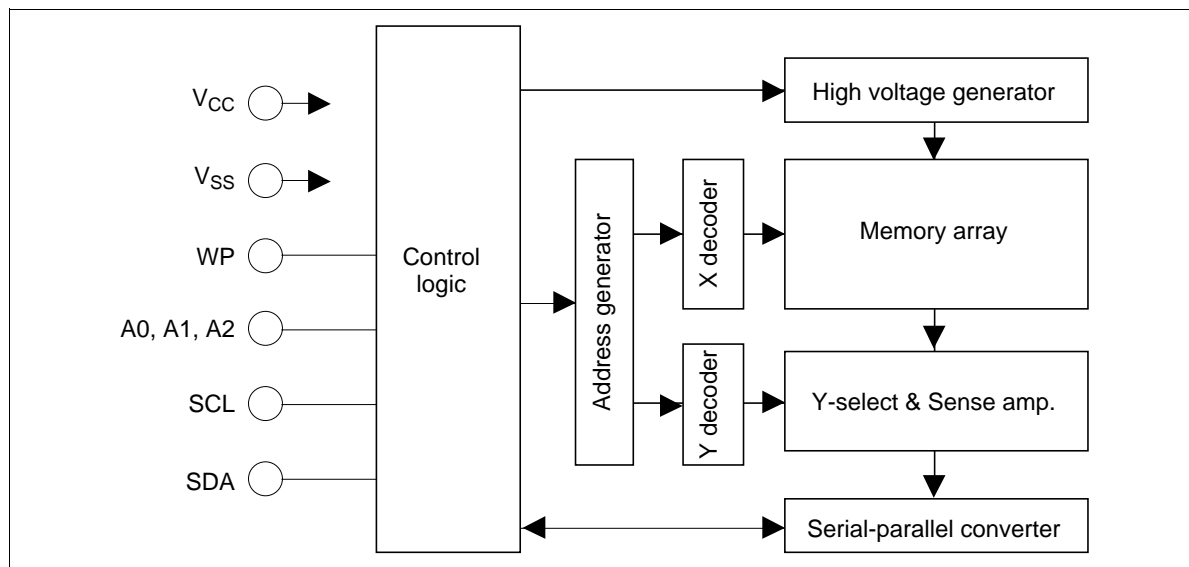 VCC
VSS
WP
A0, A1, A2
SCL
SDA
Control
logic
Address generator
X decoder
Y decoder
High voltage generator
Memory array
Y-select & Sense amp.
Serial-parallel converter